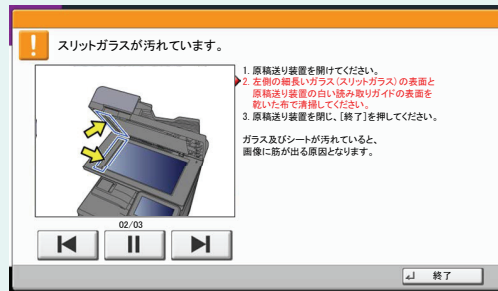 スリットガラスが汚れています。
1. 原稿送り装置を開けてください。
2. 左側の細長いガラス(スリットガラス)の表面と
原稿送り装置の白い読み取りガイドの表面を
乾いた布で清掃してください。
3. 原稿送り装置を閉じ、[終了]を押してください。
ガラス及びシートが汚れていると、
画像に筋が出る原因となります。
02/03
終了